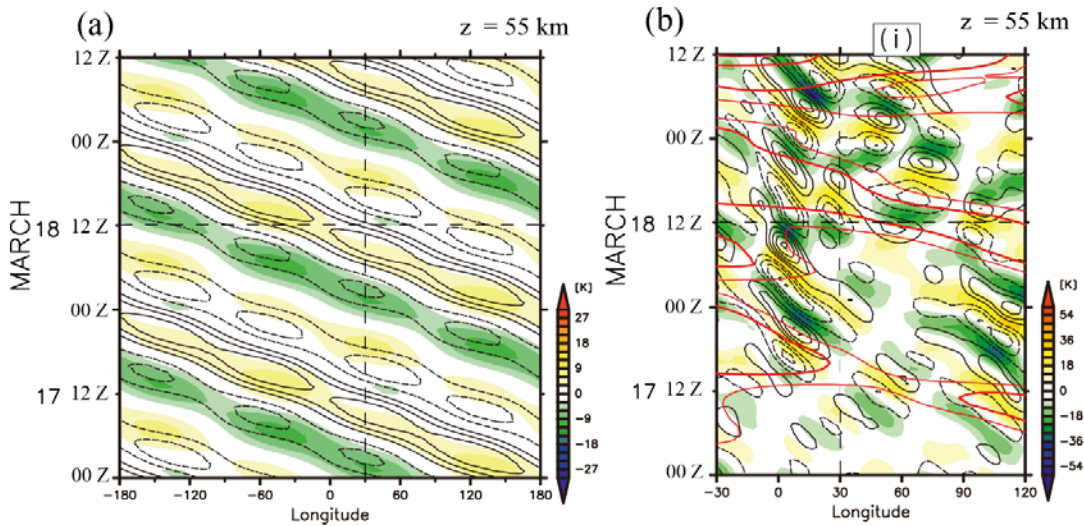 (a)
z = 55 km
12 Z
00 Z
18 12 Z
00 Z
17 12 Z
00 Z
MARCH
-180 -120 -60 0 60 120 180
Longitude
[K]
27
18
9
0
-9
-18
-27
(b)
(i)
z = 55 km
12 Z
00 Z
18 12 Z
00 Z
17 12 Z
00 Z
MARCH
-30 0 30 60 90 120
Longitude
[K]
54
36
18
0
-18
-36
-54